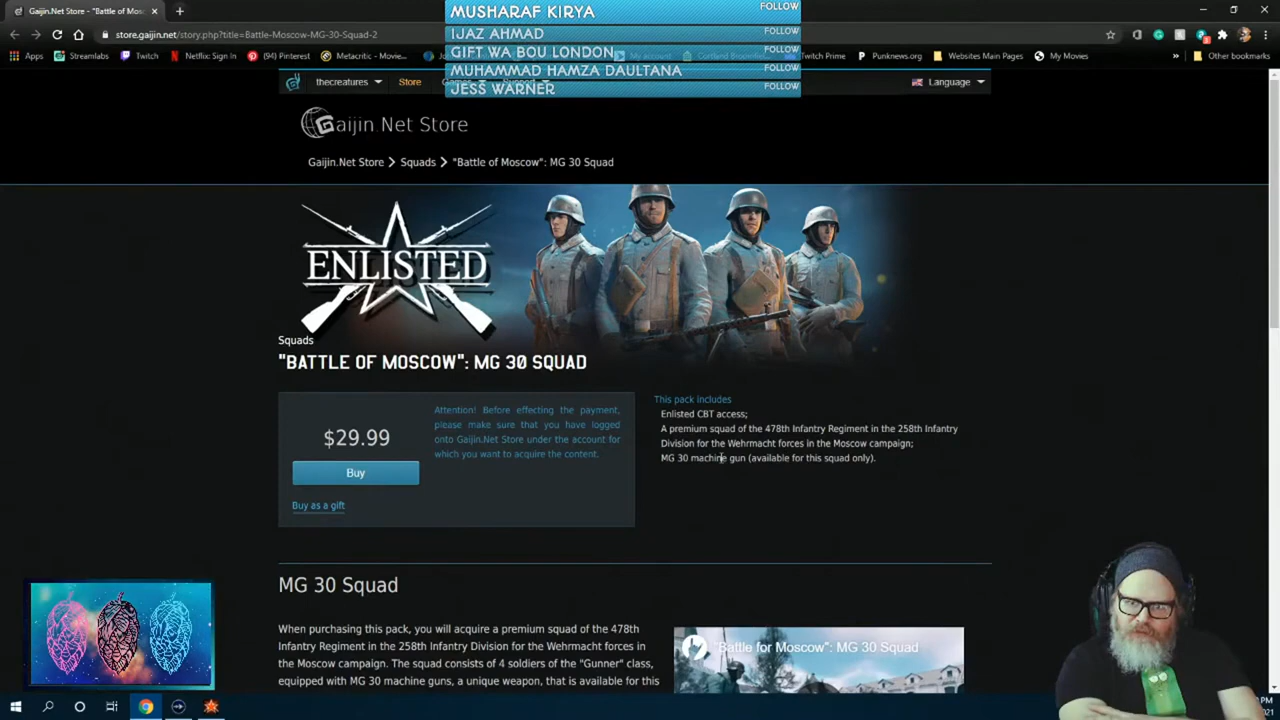 Gaijin.Net Store - "Battle of Mos
MUSHARAF KIRYA FOLLOW
store.gaijin.net/story.php?title=Battle-Moscow-MG-30-Squad-2
IJAZ AHMAD FOLLOW
Apps Streamlabs Twitch Netflix Sign In (94) Pinterest Metacritic - Movie... GIFT WA BOU LONDON FOLLOW Twitch Prime Punknews.org Websites Main Pages My Movies Other bookmarks
MUHAMMAD HAMZA DAULTANA FOLLOW
thecreatures Store Language
JESS WARNER FOLLOW
Gaijin.Net Store
Gaijin.Net Store > Squads > "Battle of Moscow": MG 30 Squad
ENLISTED
Squads
"BATTLE OF MOSCOW": MG 30 SQUAD
$29.99
Buy
Buy as a gift
Attention! Before effecting the payment,
please make sure that you have logged
onto Gaijin.Net Store under the account for
which you want to acquire the content.
This pack includes
Enlisted CBT access;
A premium squad of the 478th Infantry Regiment in the 258th Infantry
Division for the Wehrmacht forces in the Moscow campaign;
MG 30 machine gun (available for this squad only).
MG 30 Squad
When purchasing this pack, you will acquire a premium squad of the 478th
Infantry Regiment in the 258th Infantry Division for the Wehrmacht forces in
the Moscow campaign. The squad consists of 4 soldiers of the "Gunner" class,
equipped with MG 30 machine guns, a unique weapon, that is available for this
"Battle for Moscow": MG 30 Squad